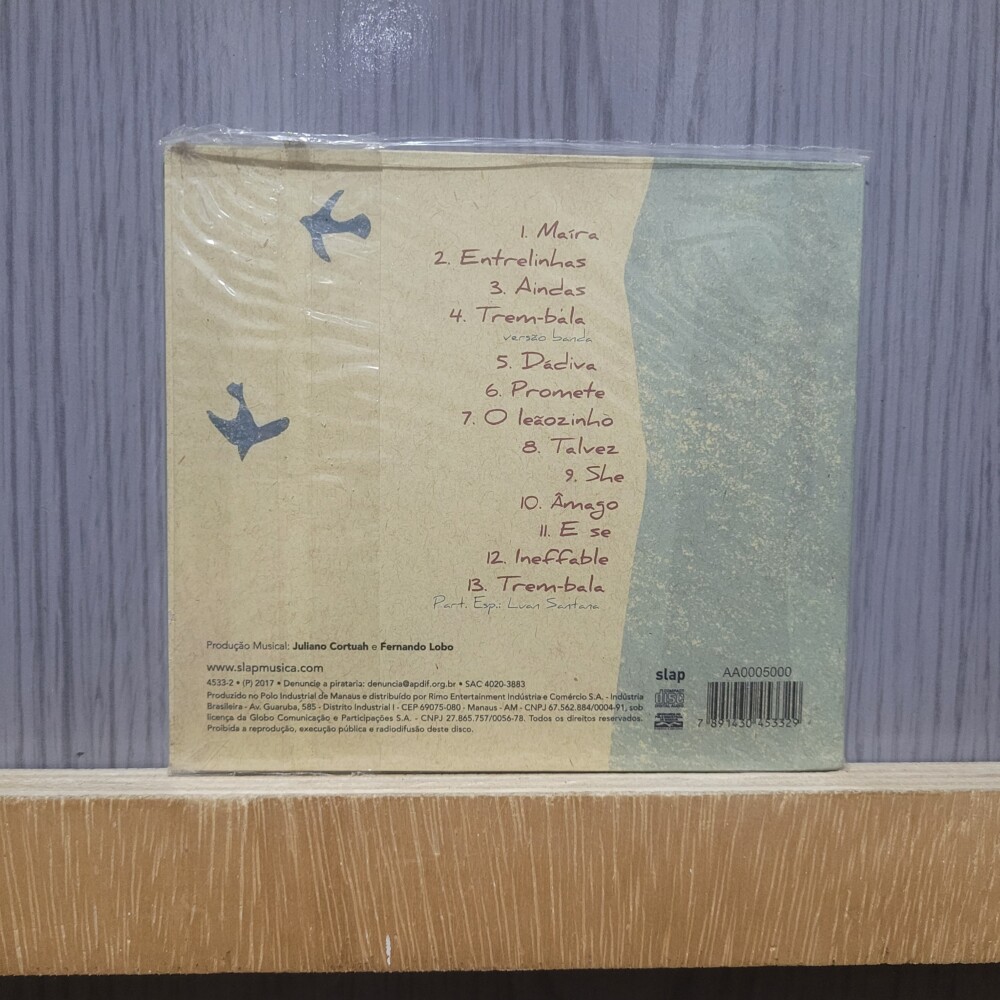 1. Maíra
2. Entrelinhas
3. Aindas
4. Trem-bala
versão banda
5. Dádiva
6. Promete
7. O leãozinho
8. Talvez
9. She
10. Âmago
11. E se
12. Ineffable
13. Trem-bala
Part. Esp.: Luan Santana
Produção Musical: Juliano Cortuah e Fernando Lobo
www.slapmusica.com
4533-2 • (P) 2017 • Denuncie a pirataria: denuncia@apdif.org.br • SAC 4020-3883
Produzido no Polo Industrial de Manaus e distribuído por Rimo Entertainment Indústria e Comércio S.A. - Indústria
Brasileira - Av. Guaruba, 585 - Distrito Industrial I - CEP 69075-080 - Manaus - AM - CNPJ 67.562.884/0004-91, sob
licença da Globo Comunicação e Participações S.A. - CNPJ 27.865.757/0056-78. Todos os direitos reservados.
Proibida a reprodução, execução pública e radiodifusão deste disco.
slap
AA0005000
7 891430 453329